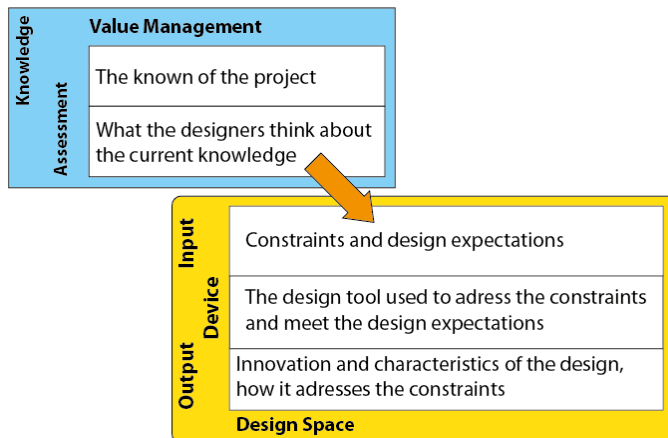 Value Management
Knowledge
The known of the project
Assessment
What the designers think about
the current knowledge
Input
Constraints and design expectations
Device
The design tool used to adress the constraints
and meet the design expectations
Output
Innovation and characteristics of the design,
how it adresses the constraints
Design Space